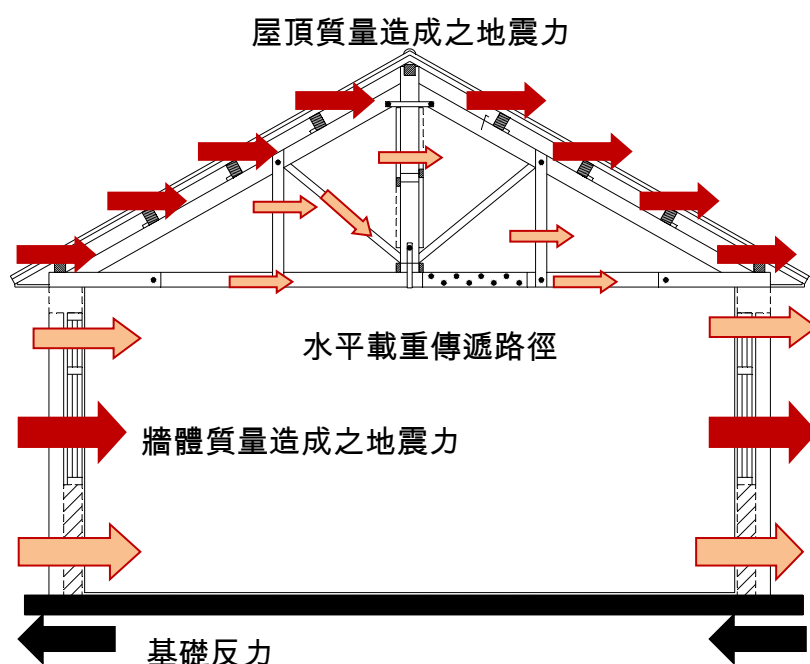 屋頂質量造成之地震力
水平載重傳遞路徑
牆體質量造成之地震力
基礎反力